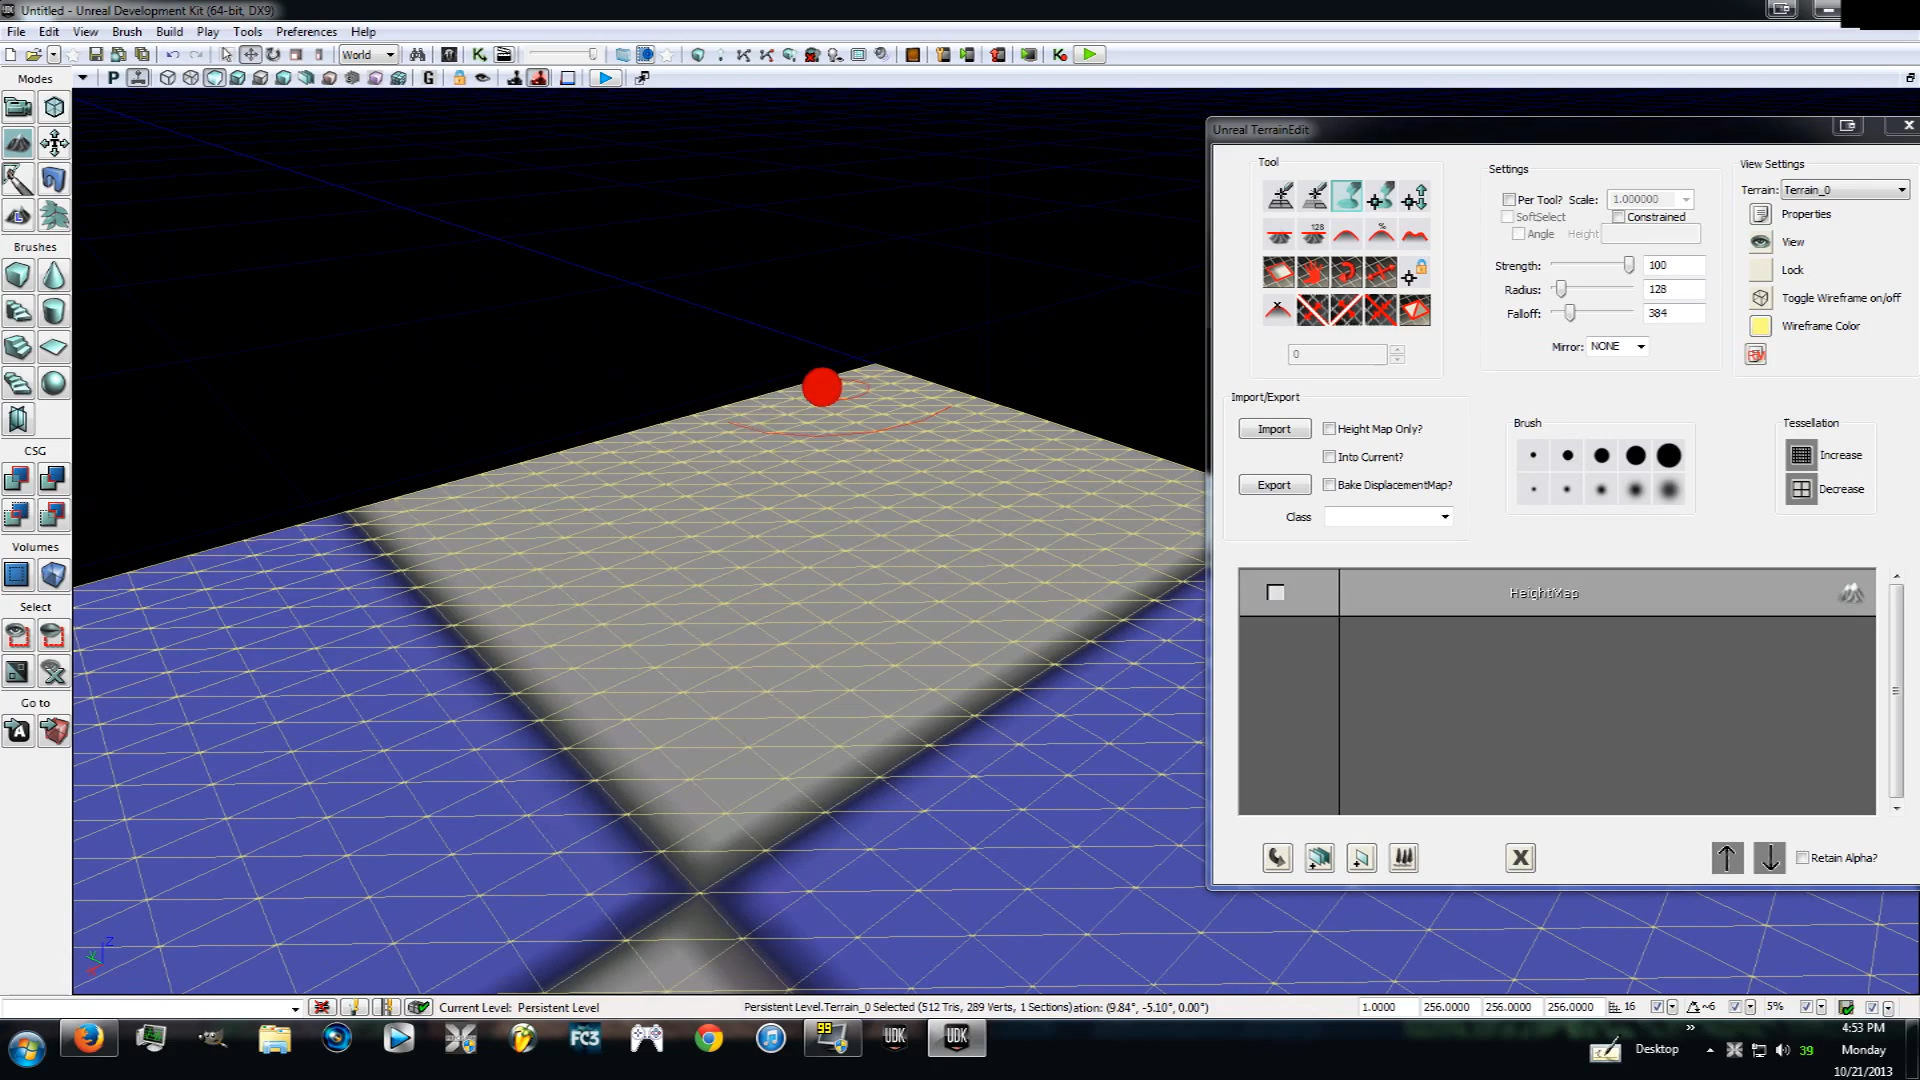 Untitled - Unreal Development Kit (64-bit, DX9)
File Edit View Brush Build Play Tools Preferences Help
World
Modes
P
G
Unreal TerrainEdit
Tool
Settings
View Settings
Per Tool? Scale: 1.000000
Terrain: Terrain_0
SoftSelect
Constrained
Properties
Angle Height
View
128
%
Strength: 100
Lock
Radius: 128
Toggle Wireframe on/off
Falloff: 384
Wireframe Color
Mirror: NONE
0
Brushes
Import/Export
Import
Height Map Only?
Into Current?
Export
Bake DisplacementMap?
Class
Brush
Tessellation
Increase
Decrease
CSG
Volumes
Select
Go to
HeightMap
Retain Alpha?
Z
Current Level: Persistent Level
Persistent Level.Terrain_0 Selected (512 Tris, 289 Verts, 1 Sections)ation: (9.84°, -5.10°, 0.00°)
1.0000
256.0000
256.0000
256.0000
16
~6
5%
FC3
99
UDK
UDK
Desktop
39
4:53 PM
Monday
10/21/2013